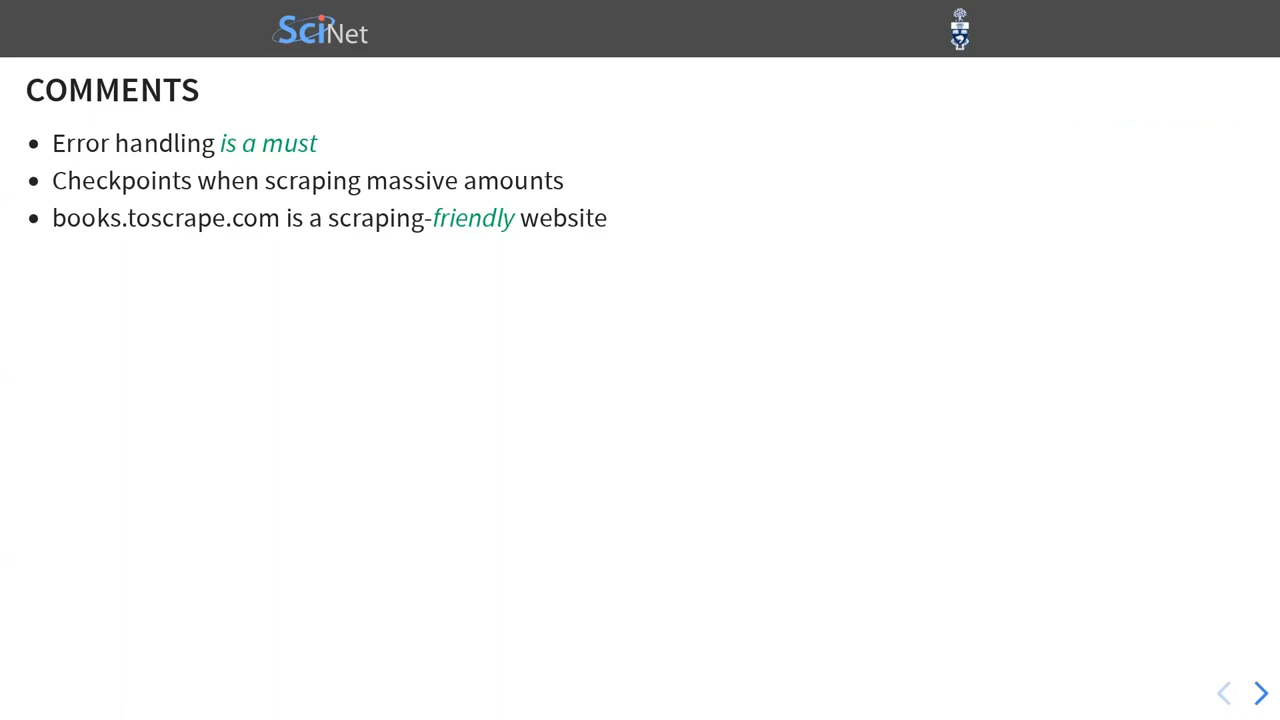 SciNet
COMMENTS
• Error handling is a must
• Checkpoints when scraping massive amounts
• books.toscrape.com is a scraping-friendly website